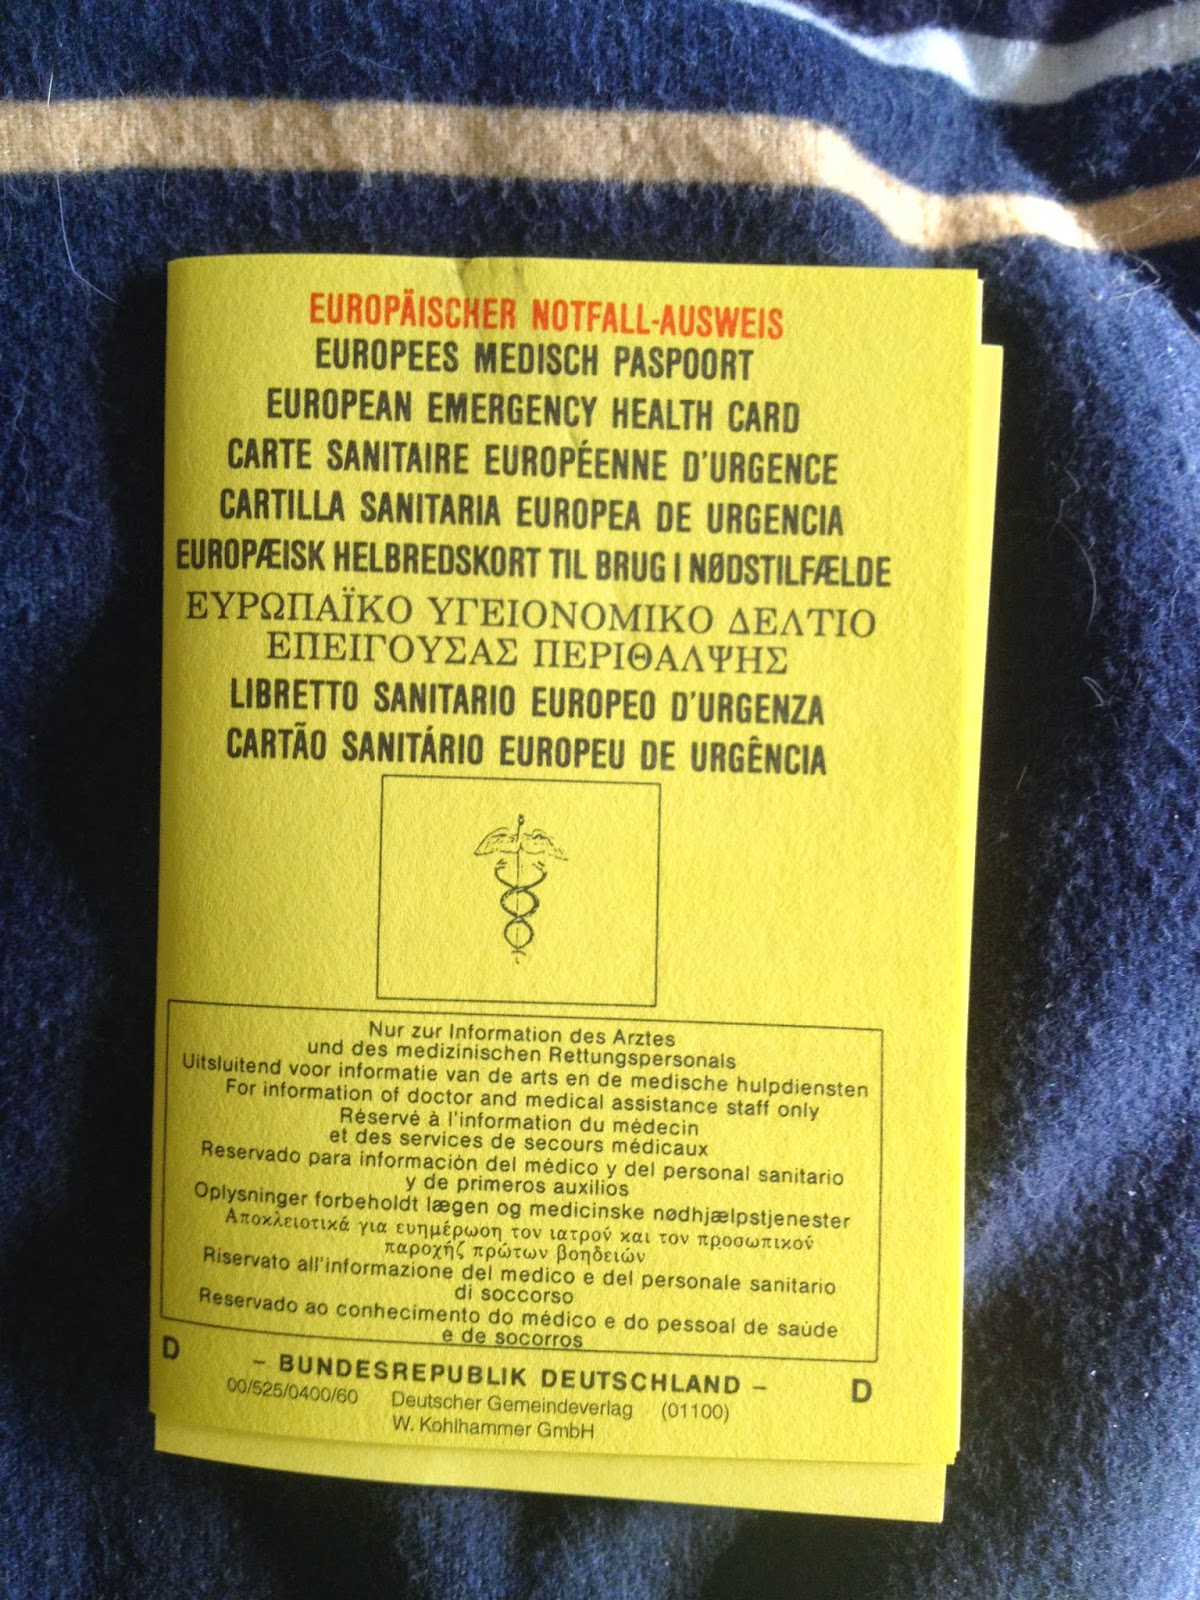 EUROPÄISCHER NOTFALL-AUSWEIS
EUROPEES MEDISCH PASPOORT
EUROPEAN EMERGENCY HEALTH CARD
CARTE SANITAIRE EUROPÉENNE D'URGENCE
CARTILLA SANITARIA EUROPEA DE URGENCIA
EUROPÆISK HELBREDSKORT TIL BRUG I NØDSTILFÆLDE
ΕΥΡΩΠΑΪΚΟ ΥΓΕΙΟΝΟΜΙΚΟ ΔΕΛΤΙΟ
ΕΠΕΙΓΟΥΣΑΣ ΠΕΡΙΘΑΛΨΗΣ
LIBRETTO SANITARIO EUROPEO D'URGENZA
CARTÃO SANITÁRIO EUROPEU DE URGÊNCIA
Nur zur Information des Arztes
und des medizinischen Rettungspersonals
Uitsluitend voor informatie van de arts en de medische hulpdiensten
For information of doctor and medical assistance staff only
Réservé à l'information du médecin
et des services de secours médicaux
Reservado para información del médico y del personal sanitario
y de primeros auxilios
Oplysninger forbeholdt lægen og medicinske nødhjælpstjenester
Αποκλειοτικά για ευημέρωοη τον ιατρού και τον προσωπικού
παροχήζ πρώτων βοηδειών
Riservato all'informazione del medico e del personale sanitario
di soccorso
Reservado ao conhecimento do médico e do pessoal de saúde
e de socorros
D – BUNDESREPUBLIK DEUTSCHLAND – D
00/525/0400/60 Deutscher Gemeindeverlag (01100)
W. Kohlhammer GmbH